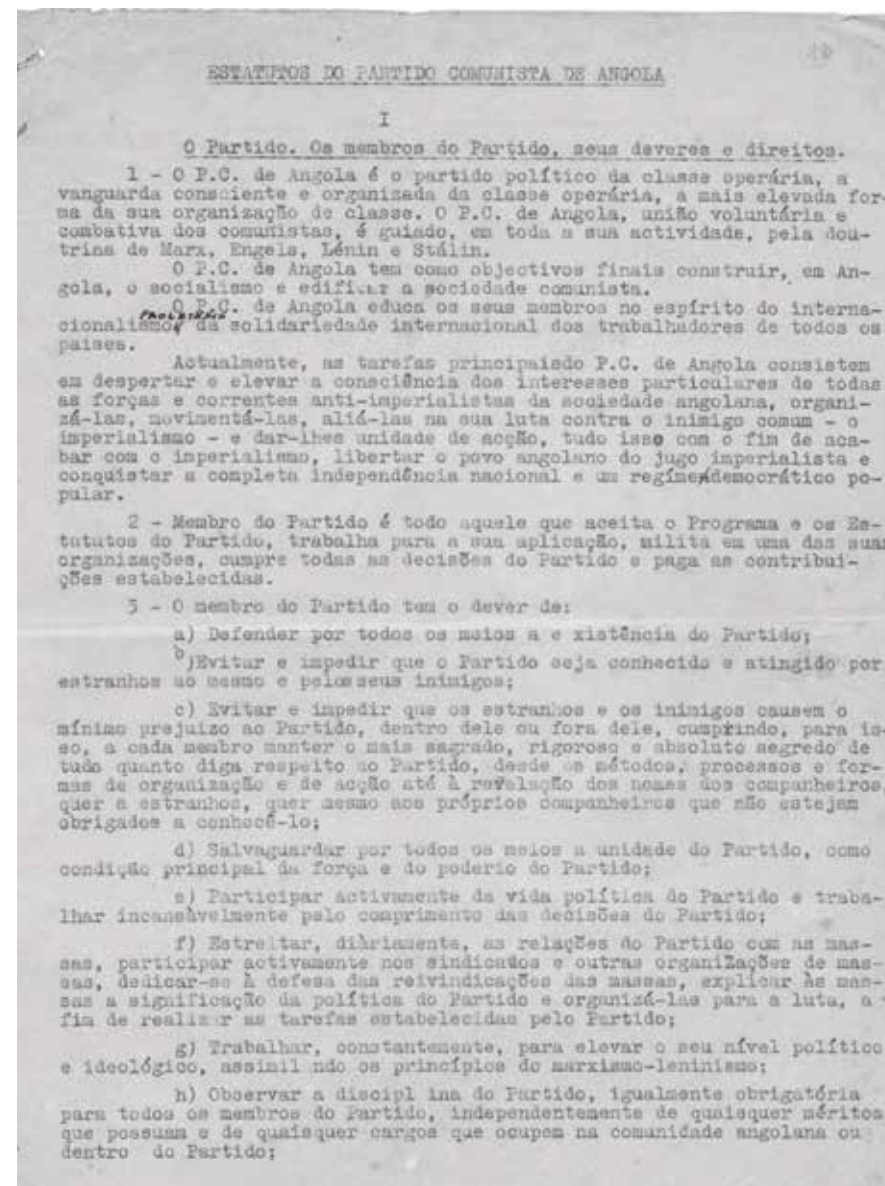 ESTATUTOS DO PARTIDO COMUNISTA DE ANGOLA
I
O Partido. Os membros do Partido, seus deveres e direitos.
1 - O P.C. de Angola é o partido político da classe operária, a
vanguarda consciente e organizada da classe operária, a mais elevada for-
ma da sua organização de classe. O P.C. de Angola, união voluntária e
combativa dos comunistas, é guiado, em toda a sua actividade, pela dou-
trina de Marx, Engels, Lénin e Stálin.
O P.C. de Angola tem como objectivos finais construir, em An-
gola, o socialismo e edificar a sociedade comunista.
O P.C. de Angola educa os seus membros no espírito do interna-
cionalismo da solidariedade internacional dos trabalhadores de todos os
paises.
Actualmente, as tarefas principaisdo P.C. de Angola consistem
em despertar e elevar a consciência dos interesses particulares de todas
as forças e correntes anti-imperialistas da sociedade angolana, organi-
zá-las, movimentá-las, aliá-las na sua luta contra o inimigo comum - o
imperialismo - e dar-lhes unidade de acção, tudo isso com o fim de aca-
bar com o imperialismo, libertar o povo angolano do jugo imperialista e
conquistar a completa independência nacional e um regíme democrático po-
pular.
2 - Membro do Partido é todo aquele que aceita o Programa e os Es-
tatutos do Partido, trabalha para a sua aplicação, milita em uma das suas
organizações, cumpre todas as decisões do Partido e paga as contribui-
ções estabelecidas.
3 - O membro do Partido tem o dever de:
a) Defender por todos os meios a e xistência do Partido;
b)Evitar e impedir que o Partido seja conhecido e atingido por
estranhos ao mesmo e pelosseus inimigos;
c) Evitar e impedir que os estranhos e os inimigos causem o
mínimo prejuizo ao Partido, dentro dele ou fora dele, cumprindo, para is-
so, a cada membro manter o mais sagrado, rigoroso e absoluto segredo de
tudo quanto diga respeito ao Partido, desde os métodos, processos e for-
mas de organização e de acção até à revelação dos nomes dos companheiros,
quer a estranhos, quer mesmo aos próprios companheiros que não estejam
obrigados a conhecê-lo;
d) Salvaguardar por todos os meios a unidade do Partido, como
condição principal da força e do poderio do Partido;
e) Participar activamente da vida política do Partido e traba-
lhar incansàvelmente pelo comprimento das decisões do Partido;
f) Estreitar, diàriamente, as relações do Partido com as mas-
sas, participar activamente nos sindicatos e outras organizações de mas-
sas, dedicar-se à defesa das reivindicações das massas, explicar às mas-
sas a significação da política do Partido e organizá-las para a luta, a
fim de realizar as tarefas estabelecidas pelo Partido;
g) Trabalhar, constantemente, para elevar o seu nível político
e ideológico, assimil ndo os princípios do marxismo-leninismo;
h) Observar a discipl ina do Partido, igualmente obrigatória
para todos os membros do Partido, independentemente de quaisquer méritos
que possuam e de quaisquer cargos que ocupem na comunidade angolana ou
dentro do Partido;